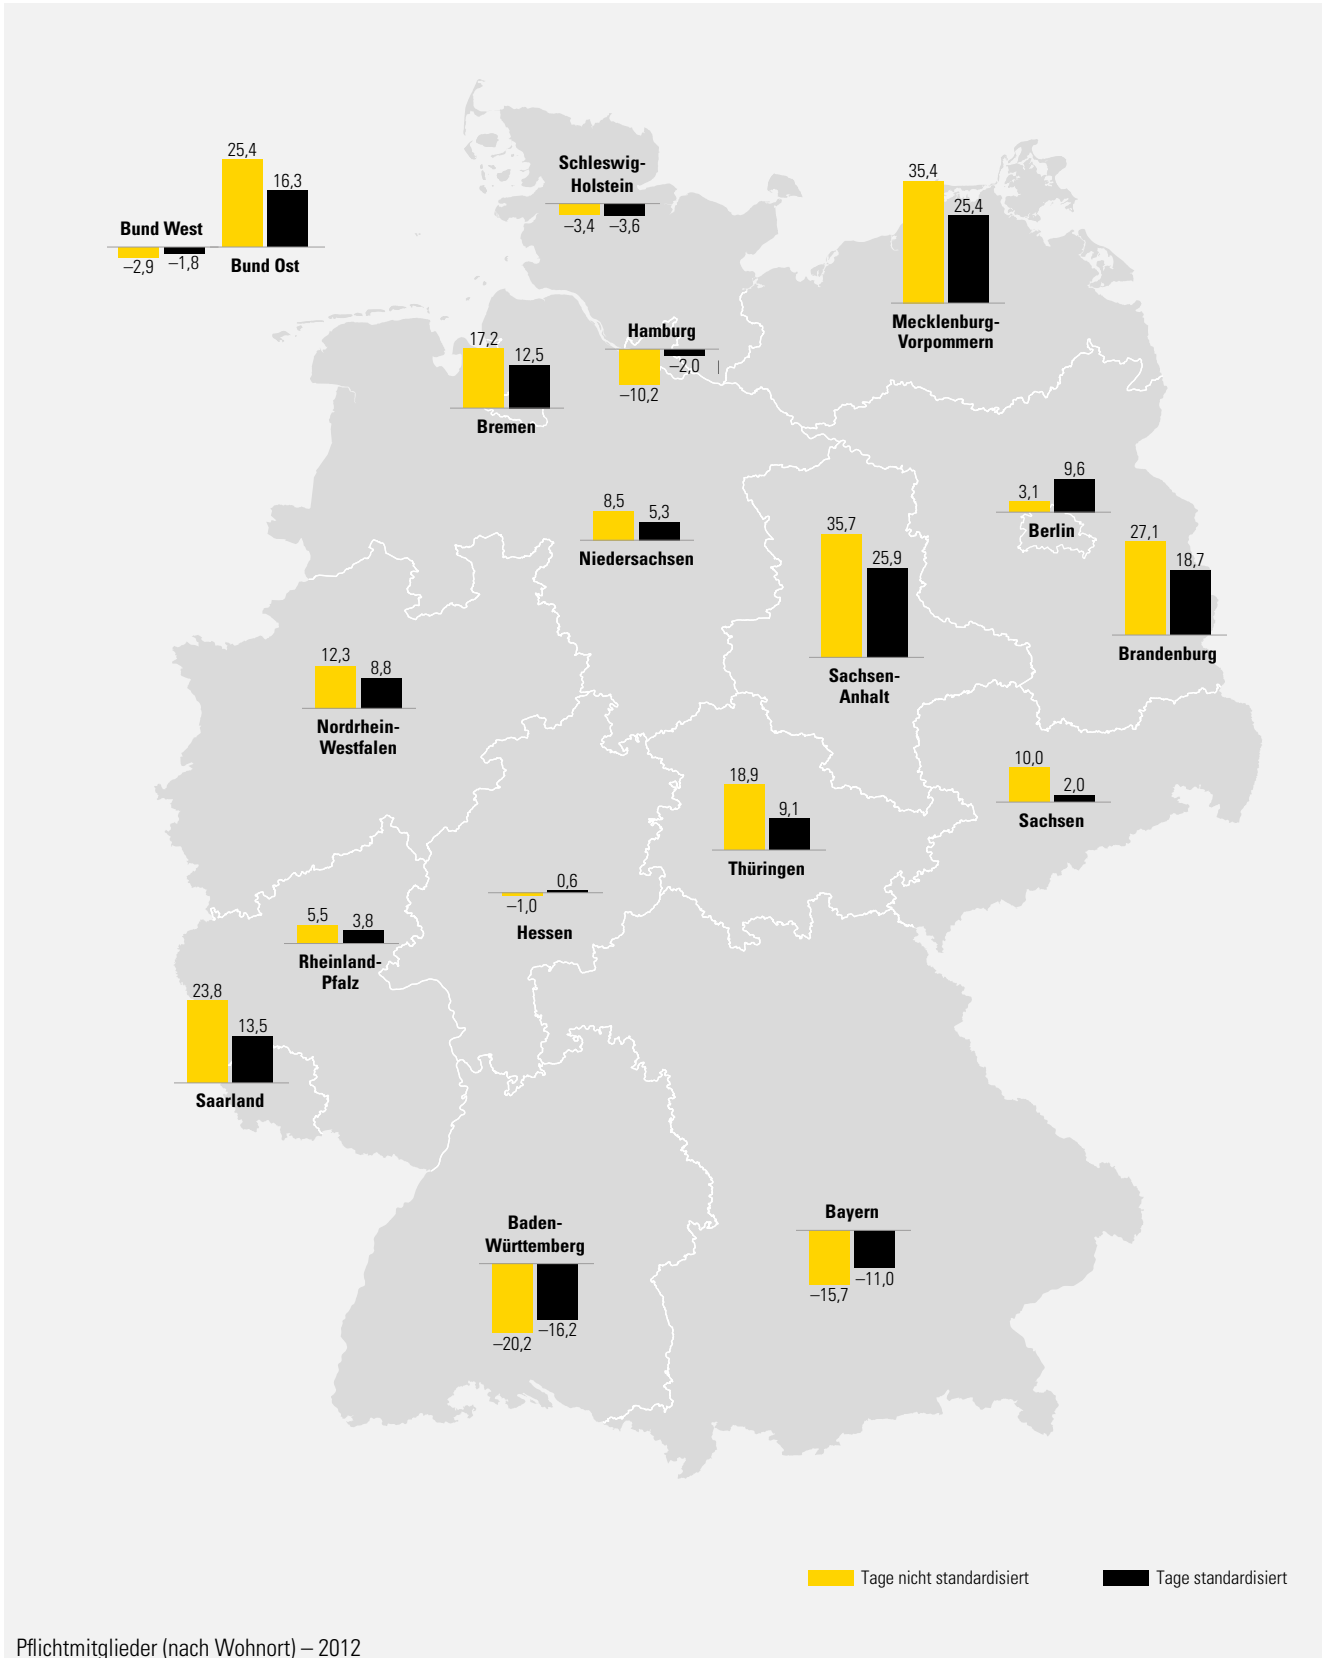 25,4
16,3
Bund West
–2,9
–1,8
Bund Ost
Schleswig-
Holstein
–3,4
–3,6
35,4
25,4
Mecklenburg-
Vorpommern
17,2
12,5
Bremen
Hamburg
–10,2
–2,0
8,5
5,3
Niedersachsen
35,7
25,9
Sachsen-
Anhalt
3,1
9,6
Berlin
27,1
18,7
Brandenburg
12,3
8,8
Nordrhein-
Westfalen
18,9
9,1
Thüringen
10,0
2,0
Sachsen
–1,0
0,6
Hessen
5,5
3,8
Rheinland-
Pfalz
23,8
13,5
Saarland
Baden-
Württemberg
–20,2
–16,2
Bayern
–15,7
–11,0
Tage nicht standardisiert
Tage standardisiert
Pflichtmitglieder (nach Wohnort) – 2012